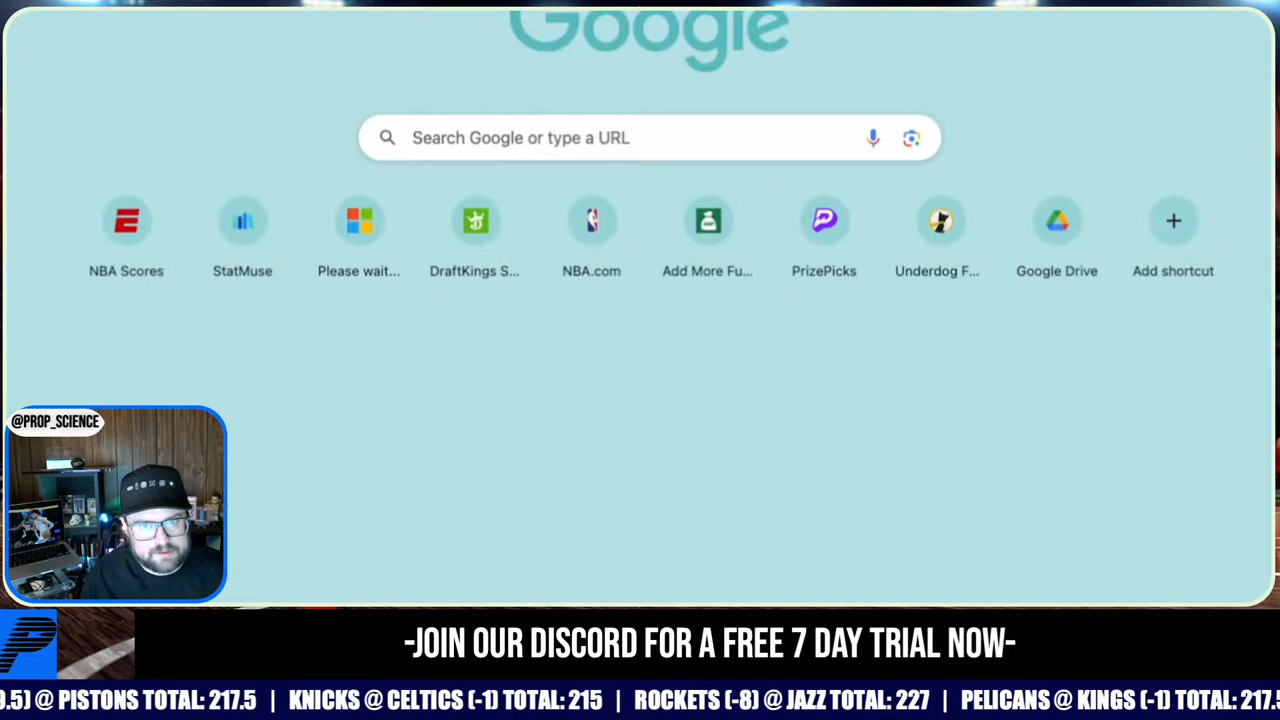 Google
Search Google or type a URL
NBA Scores
StatMuse
Please wait...
DraftKings S...
NBA.com
Add More Fu...
PrizePicks
Underdog F...
Google Drive
Add shortcut
@PROP_SCIENCE
-JOIN OUR DISCORD FOR A FREE 7 DAY TRIAL NOW-
9.5) @ PISTONS TOTAL: 217.5 | KNICKS @ CELTICS (-1) TOTAL: 215 | ROCKETS (-8) @ JAZZ TOTAL: 227 | PELICANS @ KINGS (-1) TOTAL: 217.5